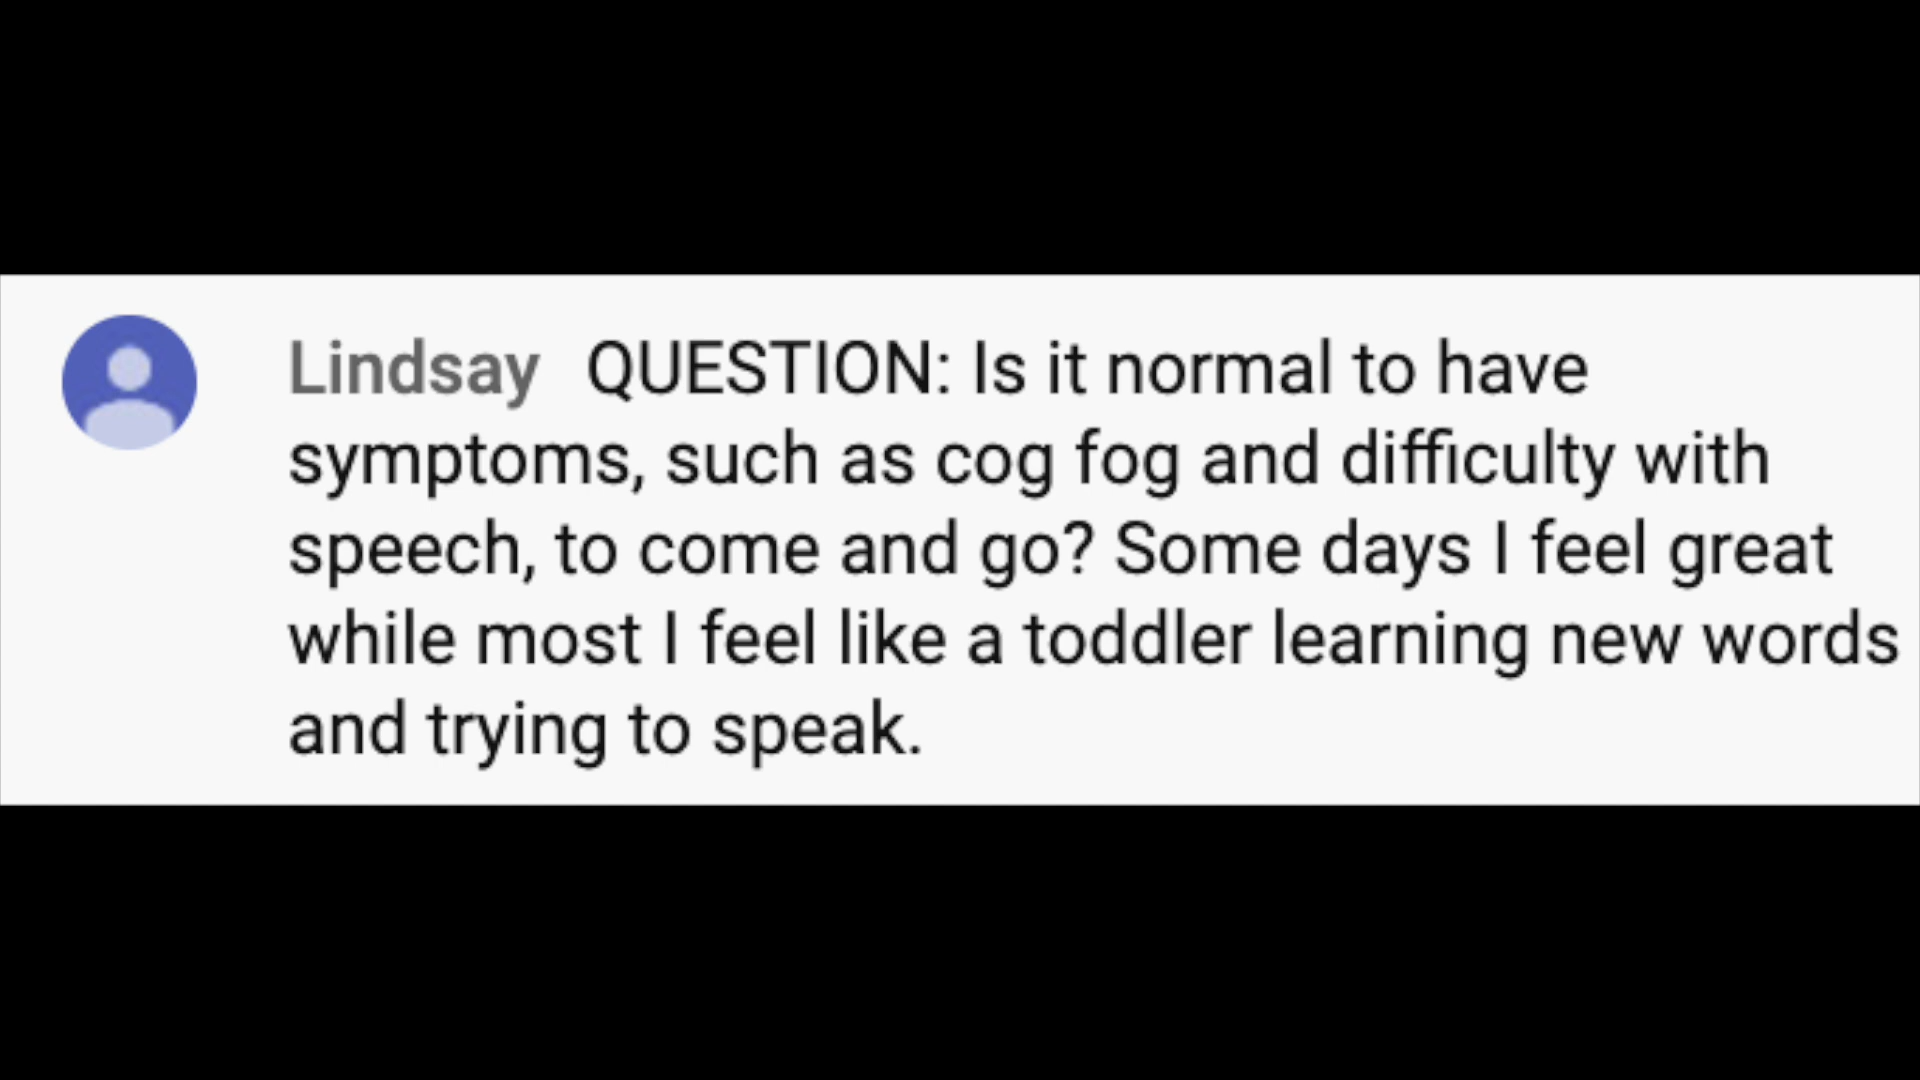 Lindsay QUESTION: Is it normal to have
symptoms, such as cog fog and difficulty with
speech, to come and go? Some days I feel great
while most I feel like a toddler learning new words
and trying to speak.